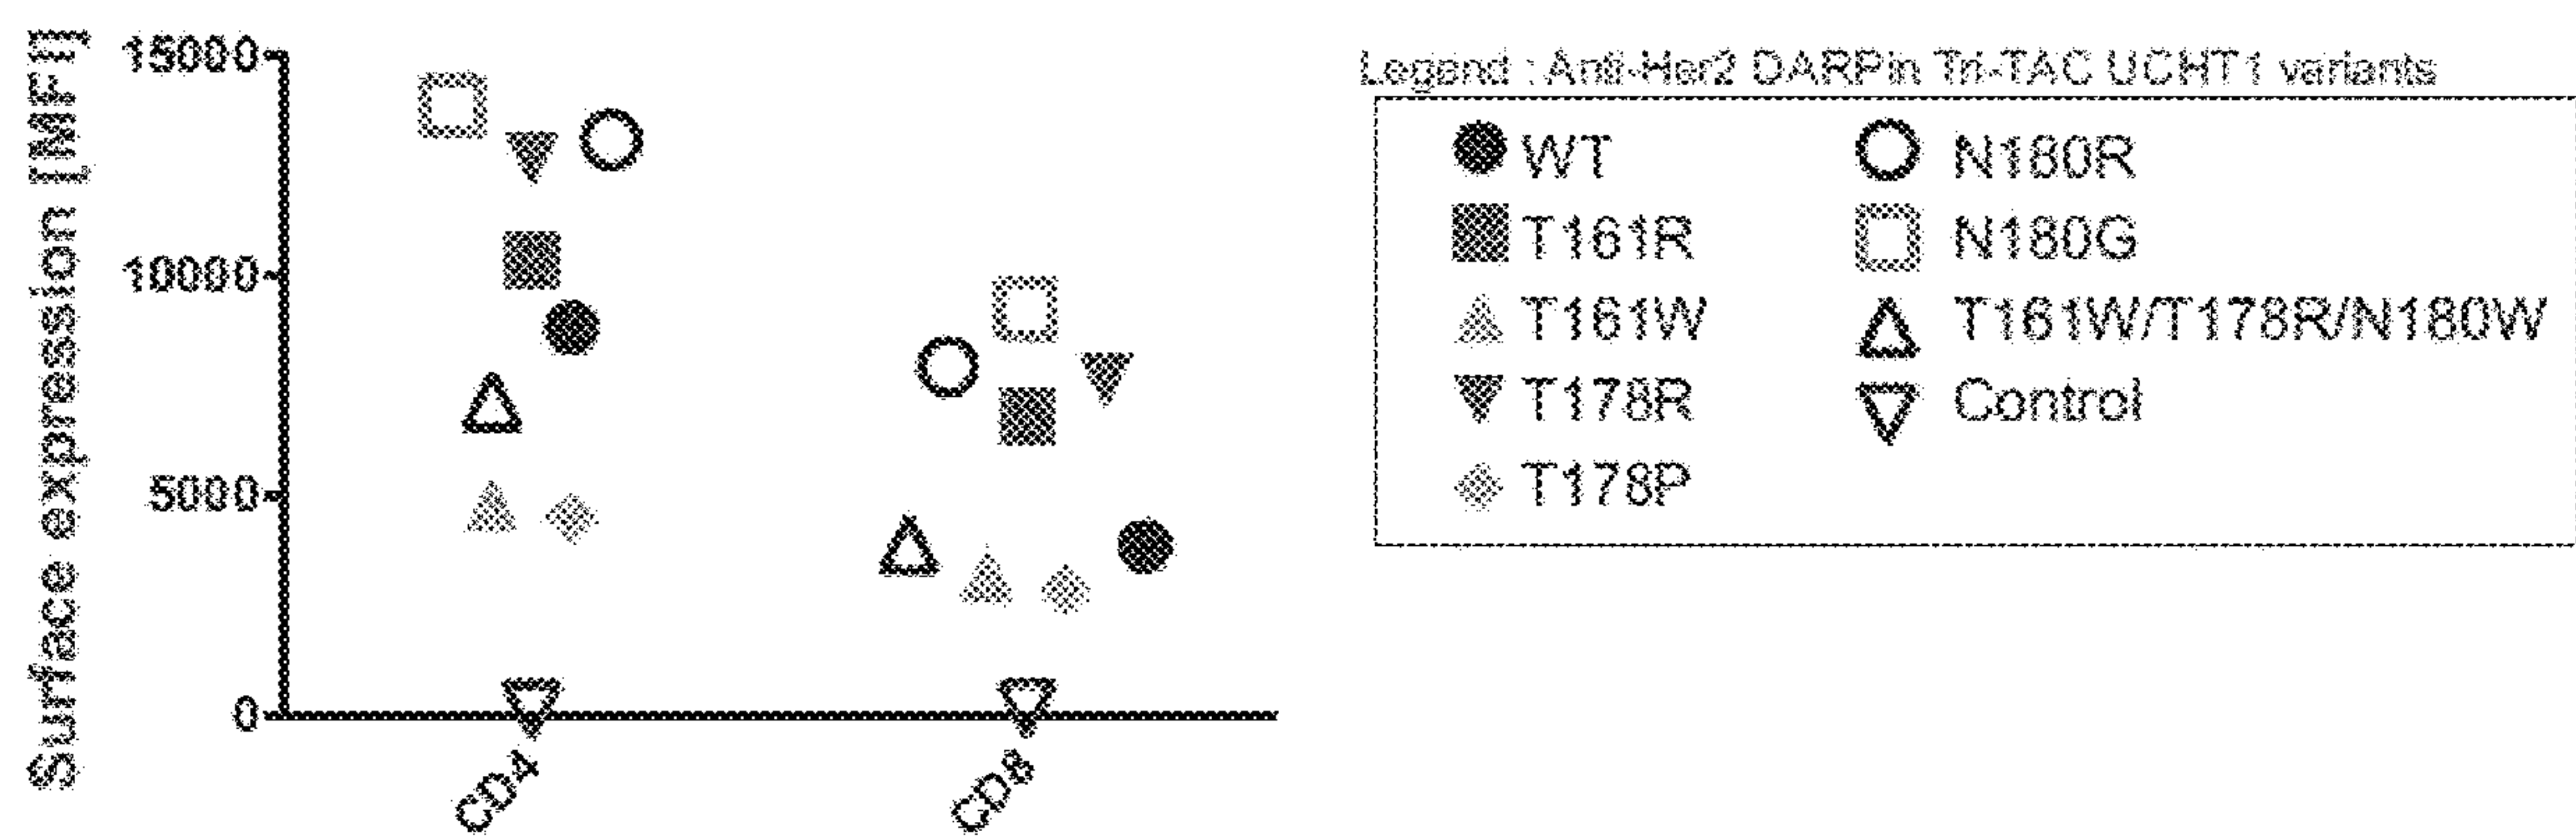 Surface expression [MFI]
15000
10000
5000
0
CD4
CD8
Legend : Anti-Her2 DARPin Tri-TAC UCHT1 variants
WT
T161R
T161W
T178R
T178P
N180R
N180G
T161W/T178R/N180W
Control